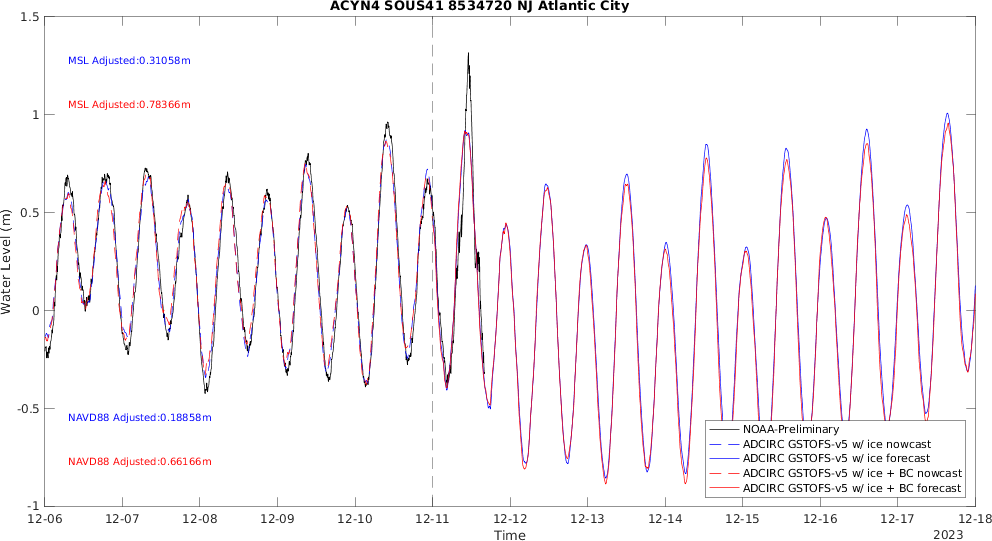 ACYN4 SOUS41 8534720 NJ Atlantic City
1.5
1
0.5
0
-0.5
-1
Water Level (m)
MSL Adjusted:0.31058m
MSL Adjusted:0.78366m
NAVD88 Adjusted:0.18858m
NAVD88 Adjusted:0.66166m
NOAA-Preliminary
ADCIRC GSTOFS-v5 w/ ice nowcast
ADCIRC GSTOFS-v5 w/ ice forecast
ADCIRC GSTOFS-v5 w/ ice + BC nowcast
ADCIRC GSTOFS-v5 w/ ice + BC forecast
12-06 12-07 12-08 12-09 12-10 12-11 12-12 12-13 12-14 12-15 12-16 12-17 12-18
Time
2023